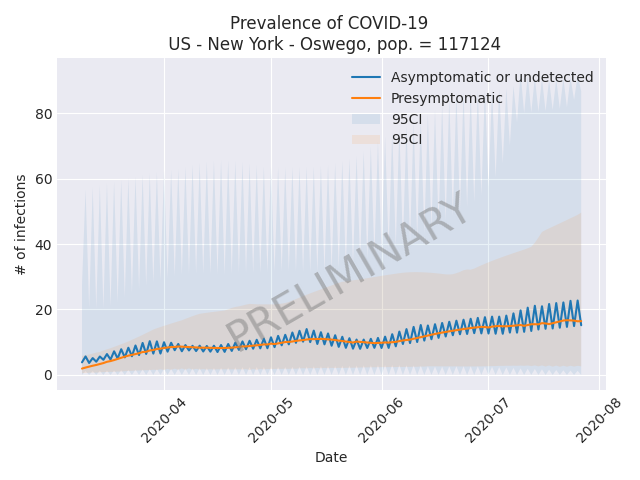 Prevalence of COVID-19
US - New York - Oswego, pop. = 117124
Asymptomatic or undetected
Presymptomatic
95CI
95CI
PRELIMINARY
# of infections
80
60
40
20
0
2020-04
2020-05
2020-06
2020-07
2020-08
Date